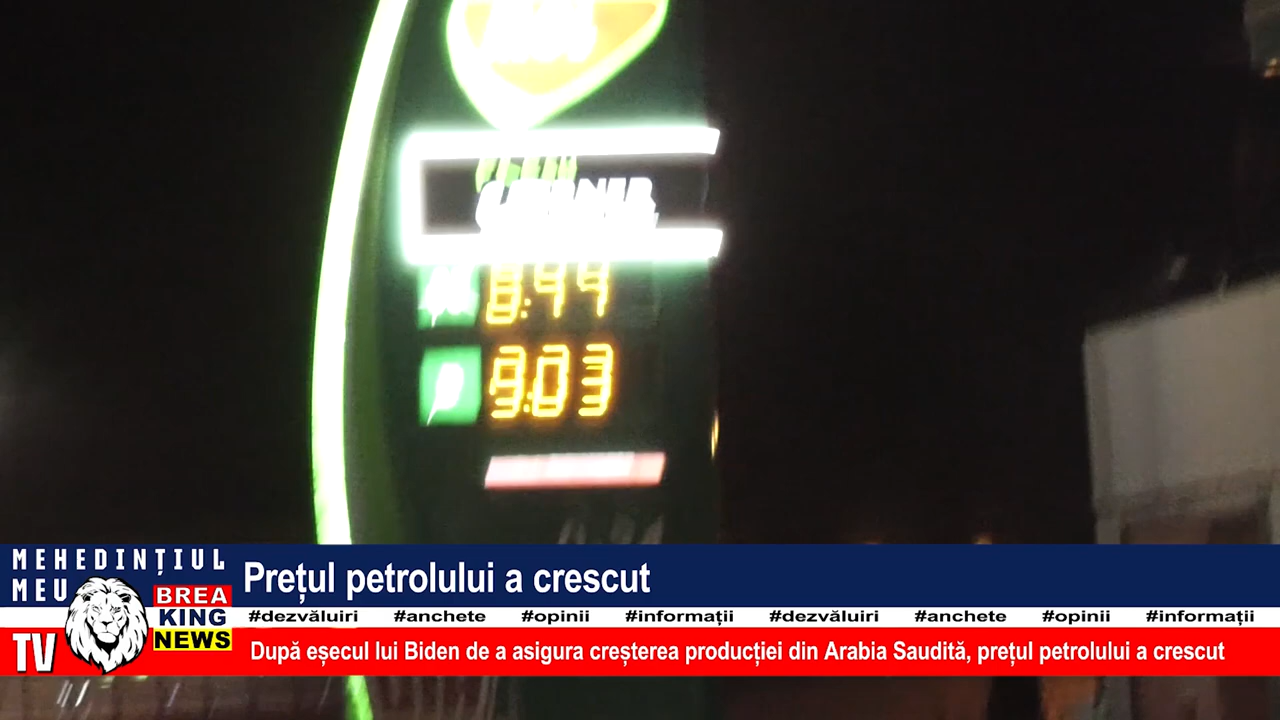 8.44
9.03
MEHEDINȚIUL
MEU
Prețul petrolului a crescut
BREA
KING
NEWS
#dezvăluiri #anchete #opinii #informații #dezvăluiri #anchete #opinii #informații
TV
După eșecul lui Biden de a asigura creșterea producției din Arabia Saudită, prețul petrolului a crescut